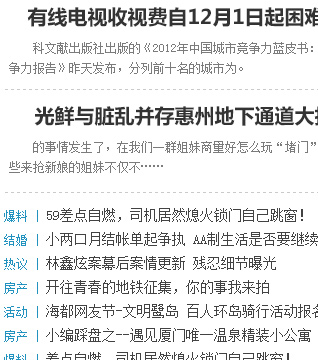 有线电视收视费自12月1日起困难
科文献出版社出版的《2012年中国城市竞争力蓝皮书：
争力报告》昨天发布，分列前十名的城市为。
光鲜与脏乱并存惠州地下通道大
的事情发生了，在我们一群姐妹商量好怎么玩“堵门”
些来抢新娘的姐妹不仅不……
爆料 | 59差点自燃，司机居然熄火锁门自己跳窗！
结婚 | 小两口月结帐单起争执 AA制生活是否要继续
热议 | 林鑫炫案幕后案情更新 残忍细节曝光
房产 | 开往青春的地铁征集，你的事我来拍
活动 | 海都网友节-文明鹭岛 百人环岛骑行活动报名
房产 | 小编踩盘之--遇见厦门唯一温泉精装小公寓
爆料 | 差点自燃，司机居然熄火锁门自己跳窗！